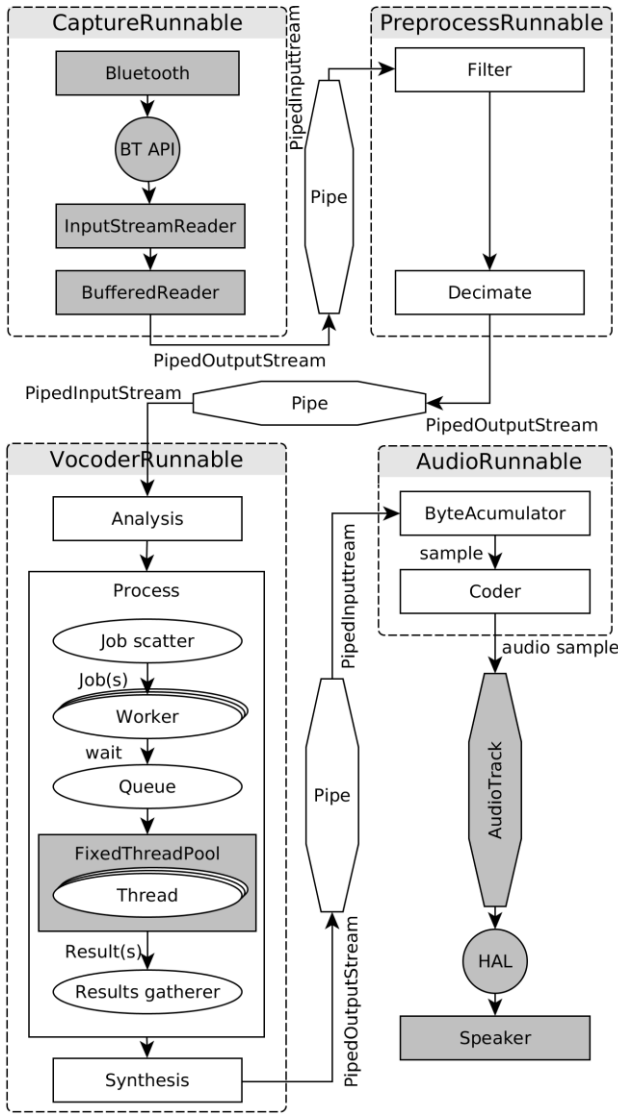 CaptureRunnable
Bluetooth
BT API
InputStreamReader
BufferedReader
PipedOutputStream
Pipe
PipedInputtream
PreprocessRunnable
Filter
Decimate
PipedOutputStream
Pipe
PipedInputStream
VocoderRunnable
Analysis
Process
Job scatter
Job(s)
Worker
wait
Queue
FixedThreadPool
Thread
Result(s)
Results gatherer
Synthesis
PipedOutputStream
Pipe
PipedInputtream
AudioRunnable
ByteAcumulator
sample
Coder
audio sample
AudioTrack
HAL
Speaker